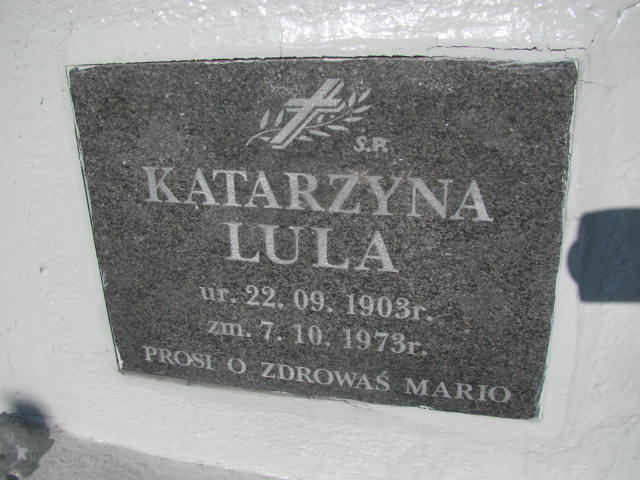 Ś.P.
KATARZYNA
LULA
ur. 22. 09. 1903r.
zm. 7. 10. 1973r.
PROSI O ZDROWAŚ MARIO